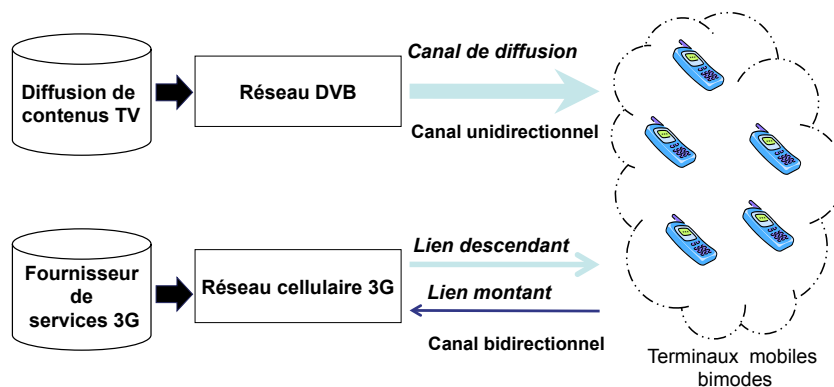 Diffusion de
contenus TV
Réseau DVB
Canal de diffusion
Canal unidirectionnel
Fournisseur
de
services 3G
Réseau cellulaire 3G
Lien descendant
Lien montant
Canal bidirectionnel
Terminaux mobiles
bimodes